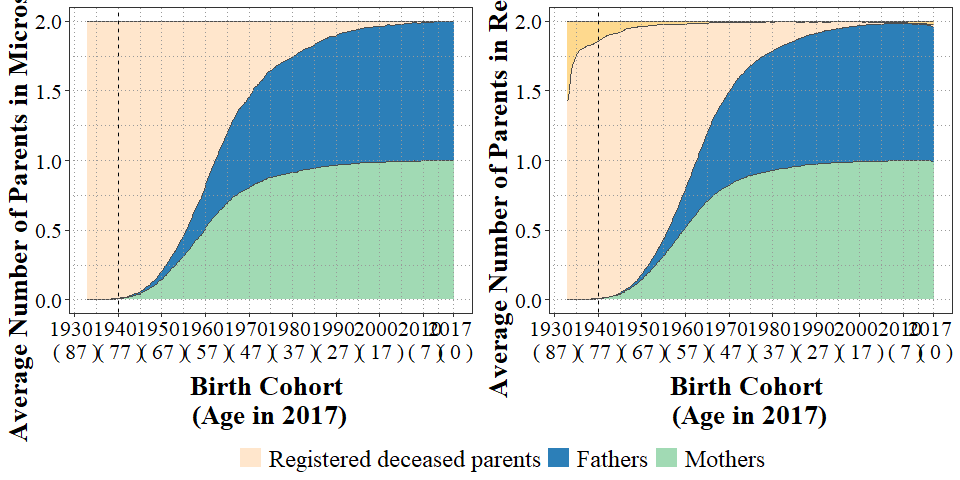 Average Number of Parents in Micros
2.0
1.5
1.0
0.5
0.0
1930 1940 1950 1960 1970 1980 1990 2000 2010 2017
( 87 ) ( 77 ) ( 67 ) ( 57 ) ( 47 ) ( 37 ) ( 27 ) ( 17 ) ( 7 ) ( 0 )
Birth Cohort
(Age in 2017)
Average Number of Parents in Re
2.0
1.5
1.0
0.5
0.0
1930 1940 1950 1960 1970 1980 1990 2000 2010 2017
( 87 ) ( 77 ) ( 67 ) ( 57 ) ( 47 ) ( 37 ) ( 27 ) ( 17 ) ( 7 ) ( 0 )
Birth Cohort
(Age in 2017)
Registered deceased parents Fathers Mothers